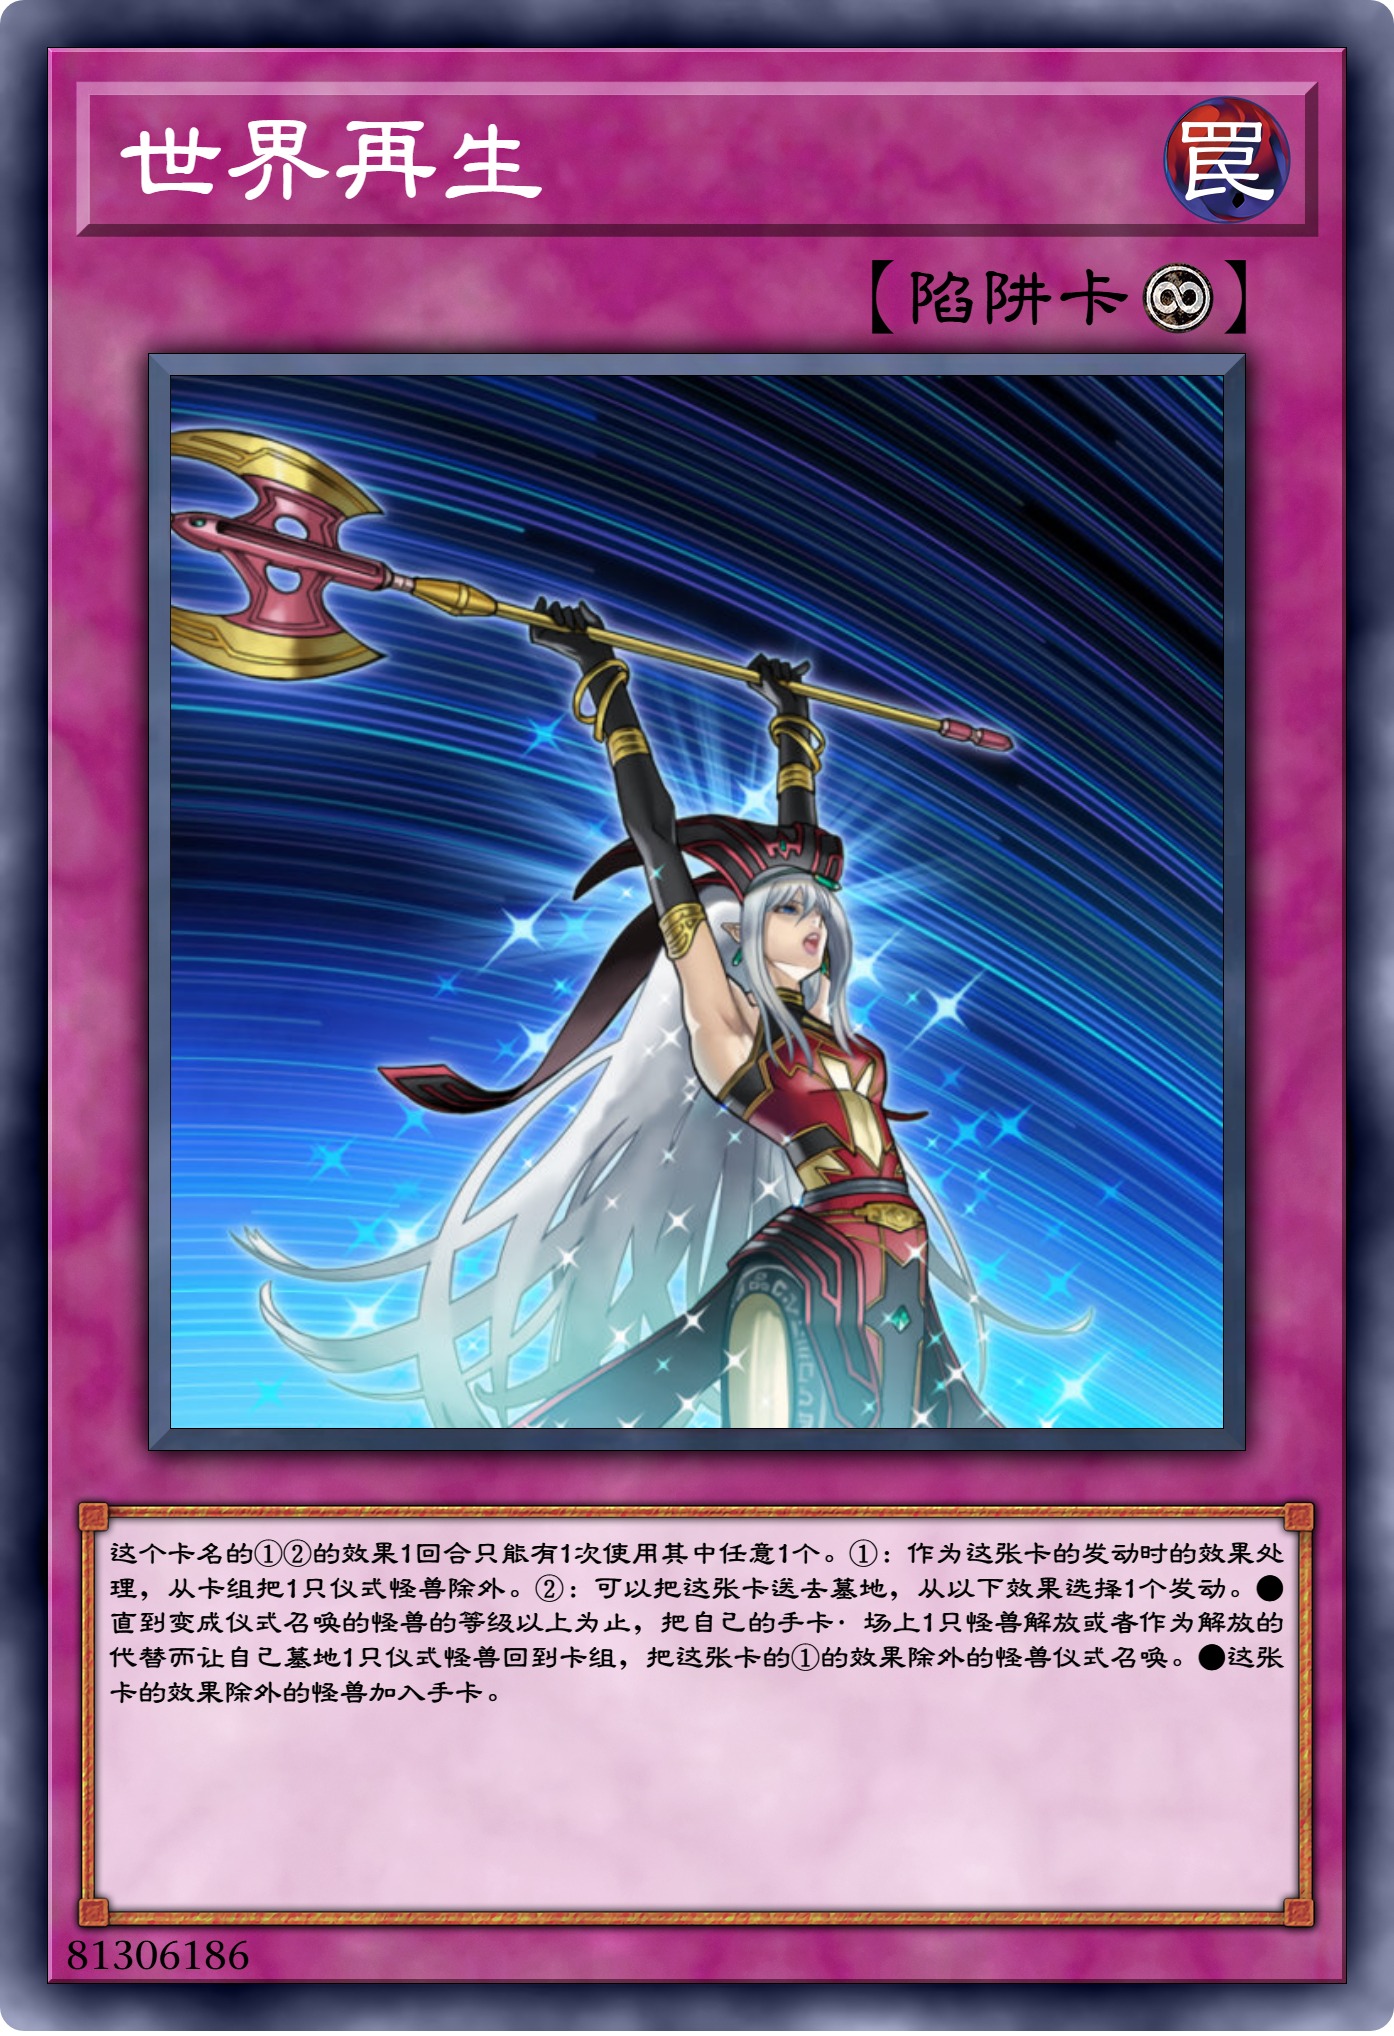 世界再生
罠
【陷阱卡】
这个卡名的①②的效果1回合只能有1次使用其中任意1个。①：作为这张卡的发动时的效果处
理，从卡组把1只仪式怪兽除外。②：可以把这张卡送去墓地，从以下效果选择1个发动。●
直到变成仪式召唤的怪兽的等级以上为止，把自己的手卡·场上1只怪兽解放或者作为解放的
代替而让自己墓地1只仪式怪兽回到卡组，把这张卡的①的效果除外的怪兽仪式召唤。●这张
卡的效果除外的怪兽加入手卡。
81306186